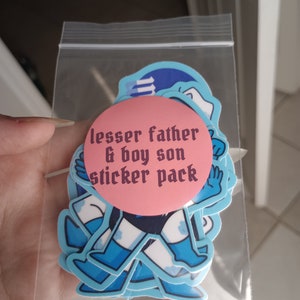 lesser father
& boy son
sticker pack